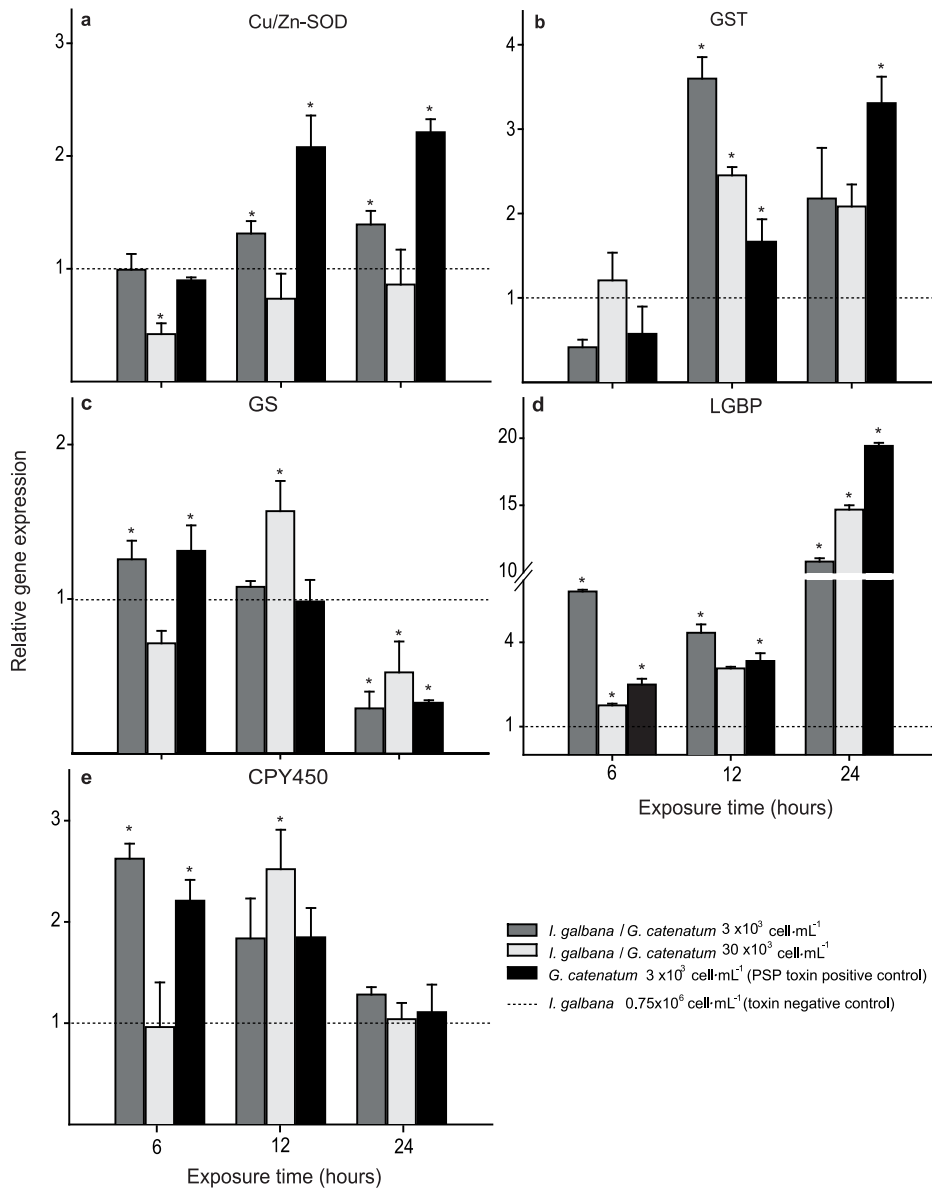 a
Cu/Zn-SOD
3
2
1
*
*
*
*
*
b
GST
4
3
2
1
*
*
*
*
c
GS
2
1
*
*
*
*
*
*
d
LGBP
20
15
10
4
1
*
*
*
*
*
*
*
6 12 24
Exposure time (hours)
Relative gene expression
e
CPY450
3
2
1
*
*
*
6 12 24
Exposure time (hours)
I. galbana / G. catenatum 3 x10³ cell·mL⁻¹
I. galbana / G. catenatum 30 x10³ cell·mL⁻¹
G. catenatum 3 x10³ cell·mL⁻¹ (PSP toxin positive control)
I. galbana 0.75x10⁶ cell·mL⁻¹ (toxin negative control)